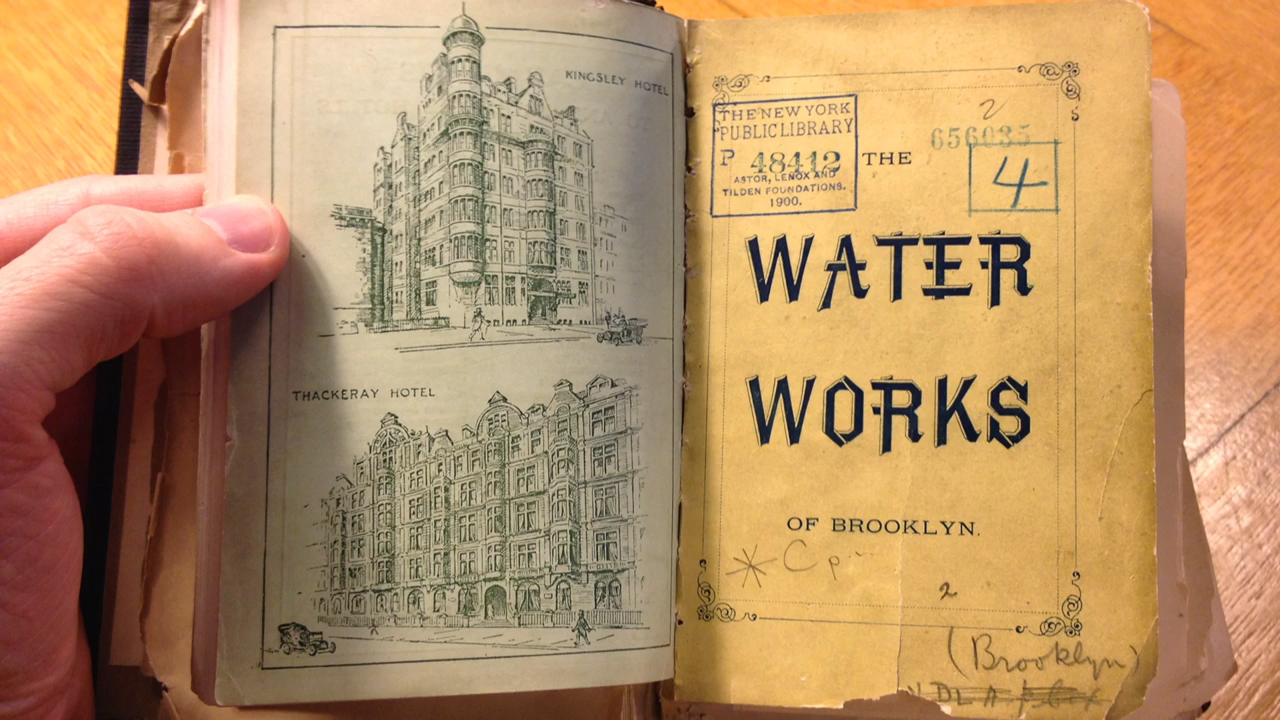 KINGSLEY HOTEL
THACKERAY HOTEL
THE NEW YORK
PUBLIC LIBRARY
P 48412
ASTOR, LENOX AND
TILDEN FOUNDATIONS.
1900.
2
656035
4
THE
WATER
WORKS
OF BROOKLYN.
2
(Brooklyn)